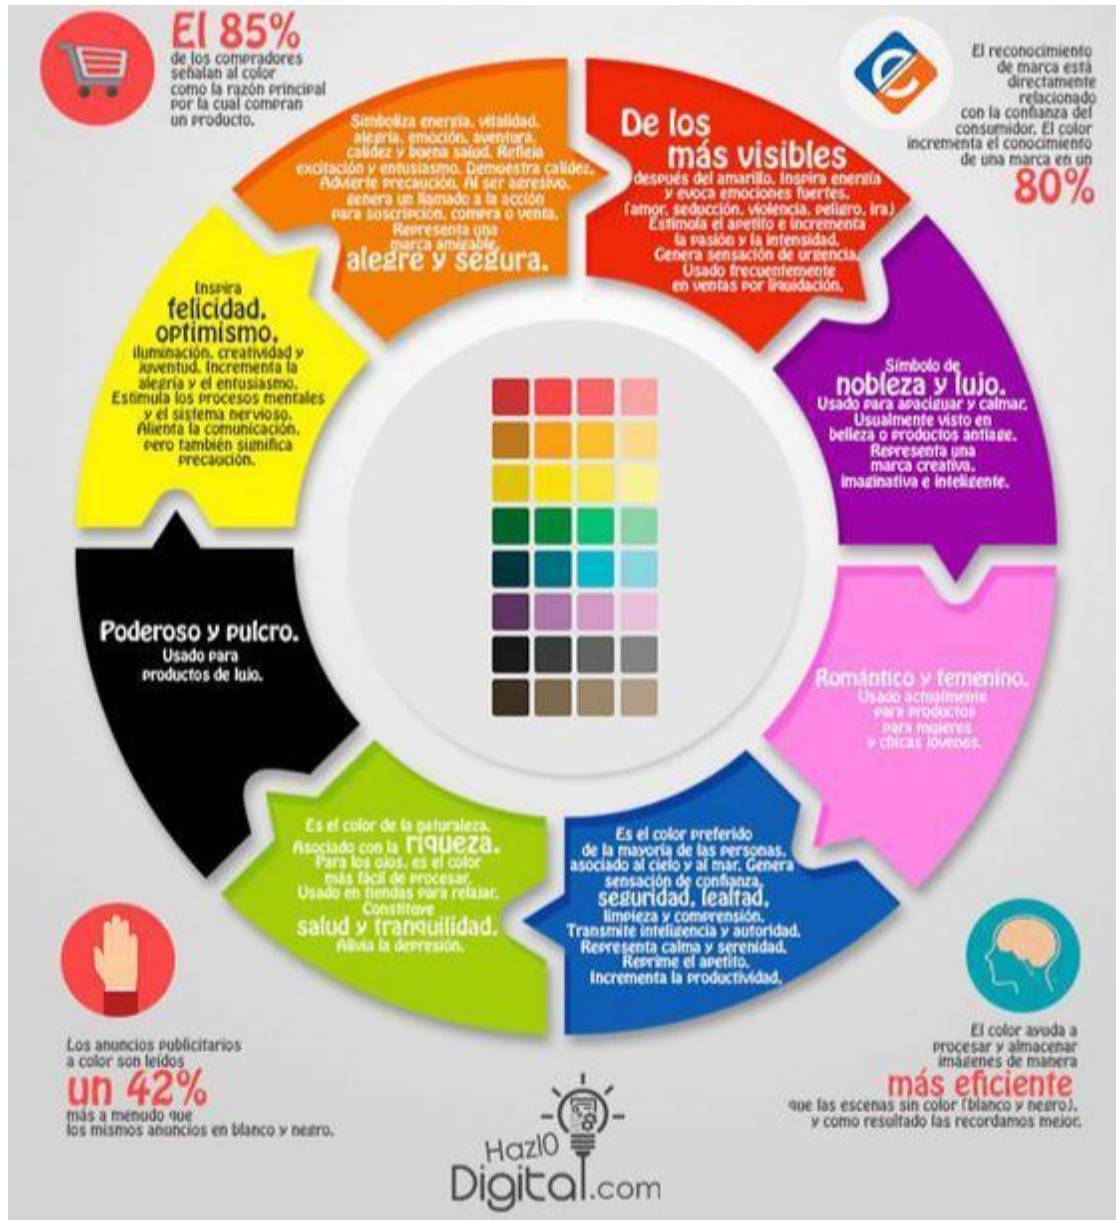 El 85%
de los compradores
señalan al color
como la razón principal
por la cual compran
un producto.
El reconocimiento
de marca está
directamente
relacionado
con la confianza del
consumidor. El color
incrementa el conocimiento
de una marca en un
80%
Simboliza energía, vitalidad,
alegría, emoción, aventura,
calidez y buena salud. Refleja
excitación y entusiasmo. Demuestra calidez.
Advierte precaución. Al ser agresivo,
genera un llamado a la acción
para suscripción, compra o venta.
Representa una
marca amigable,
alegre y segura.
De los
más visibles
después del amarillo. Inspira energía
y evoca emociones fuertes.
(amor, seducción, violencia, peligro, ira)
Estimula el apetito e incrementa
la pasión y la intensidad.
Genera sensación de urgencia.
Usado frecuentemente
en ventas por liquidación.
Inspira
felicidad,
optimismo,
iluminación, creatividad y
juventud. Incrementa la
alegría y el entusiasmo.
Estimula los procesos mentales
y el sistema nervioso.
Alienta la comunicación,
pero también significa
precaución.
Símbolo de
nobleza y lujo.
Usado para apaciguar y calmar.
Usualmente visto en
belleza o productos antiage.
Representa una
marca creativa,
imaginativa e inteligente.
Poderoso y pulcro.
Usado para
productos de lujo.
Romántico y femenino.
Usado actualmente
para productos
para mujeres
y chicas jóvenes.
Es el color de la naturaleza.
Asociado con la riqueza.
Para los ojos, es el color
más fácil de procesar.
Usado en tiendas para relajar.
Constituye
salud y tranquilidad.
Alivia la depresión.
Es el color preferido
de la mayoría de las personas,
asociado al cielo y al mar. Genera
sensación de confianza,
seguridad, lealtad,
limpieza y comprensión.
Transmite inteligencia y autoridad.
Representa calma y serenidad.
Reprime el apetito.
Incrementa la productividad.
Los anuncios publicitarios
a color son leídos
un 42%
más a menudo que
los mismos anuncios en blanco y negro.
El color ayuda a
procesar y almacenar
imágenes de manera
más eficiente
que las escenas sin color (blanco y negro),
y como resultado las recordamos mejor.
HazlO
Digital.com